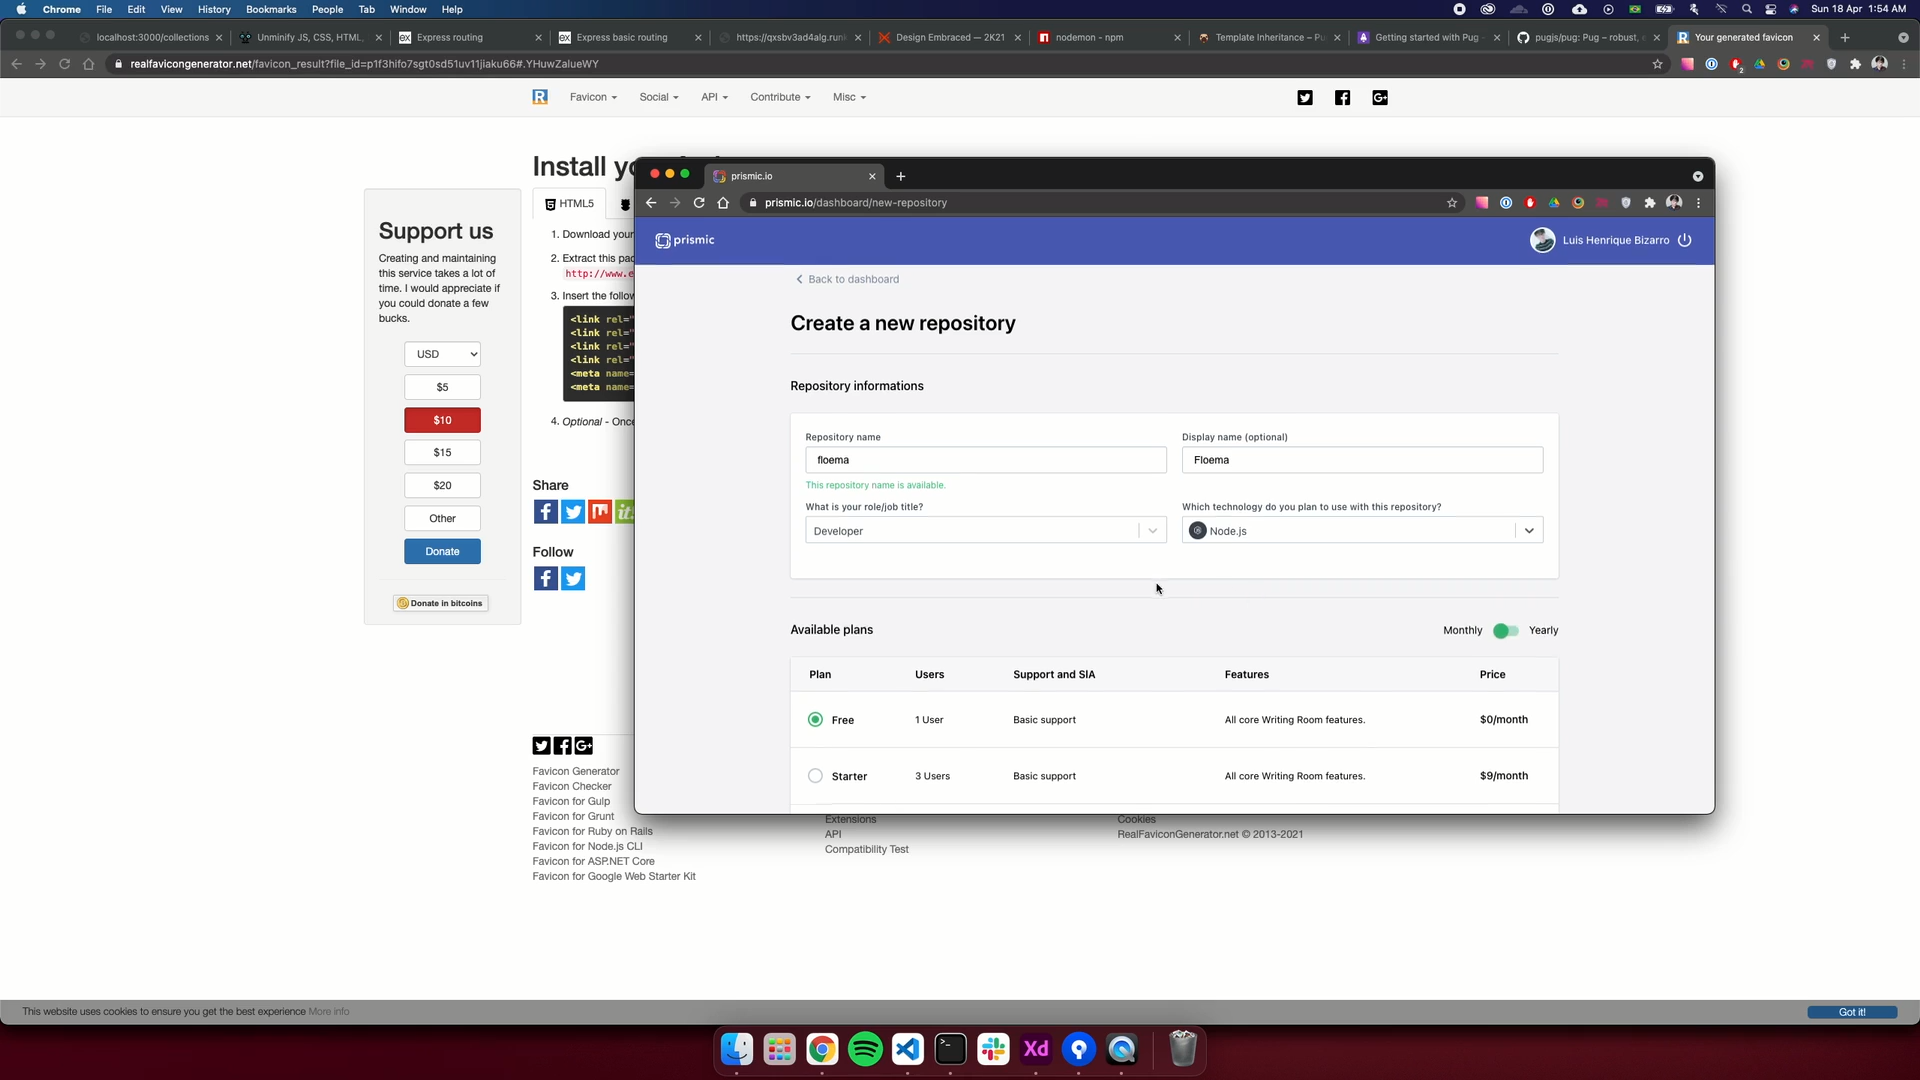 Chrome File Edit View History Bookmarks People Tab Window Help
Sun 18 Apr 1:54 AM
localhost:3000/collections
Unminify JS, CSS, HTML
Express routing
Express basic routing
https://qxsbv3ad4alg.runk
Design Embraced — 2K21
nodemon - npm
Template Inheritance – Pu
Getting started with Pug
pugjs/pug: Pug – robust, e
Your generated favicon
realfavicongenerator.net/favicon_result?file_id=p1f3hifo7sgt0sd51uv11jiaku66#.YHuwZalueWY
Favicon Social API Contribute Misc
Install yo
Support us
Creating and maintaining
this service takes a lot of
time. I would appreciate if
you could donate a few
bucks.
USD
$5
$10
$15
$20
Other
Donate
Donate in bitcoins
HTML5
1. Download your
2. Extract this pac
http://www.e
3. Insert the follow
<link rel="
<link rel="
<link rel="
<link rel="
<meta name=
<meta name=
4. Optional - Once
Share
Follow
prismic.io
prismic.io/dashboard/new-repository
prismic
Luis Henrique Bizarro
Back to dashboard
Create a new repository
Repository informations
Repository name
floema
This repository name is available.
Display name (optional)
Floema
What is your role/job title?
Developer
Which technology do you plan to use with this repository?
Node.js
Available plans
Monthly Yearly
Plan Users Support and SlA Features Price
Free 1 User Basic support All core Writing Room features. $0/month
Starter 3 Users Basic support All core Writing Room features. $9/month
Favicon Generator
Favicon Checker
Favicon for Gulp
Favicon for Grunt
Favicon for Ruby on Rails
Favicon for Node.js CLI
Favicon for ASP.NET Core
Favicon for Google Web Starter Kit
Extensions
API
Compatibility Test
Cookies
RealFaviconGenerator.net © 2013-2021
This website uses cookies to ensure you get the best experience More info
Got it!
Xd